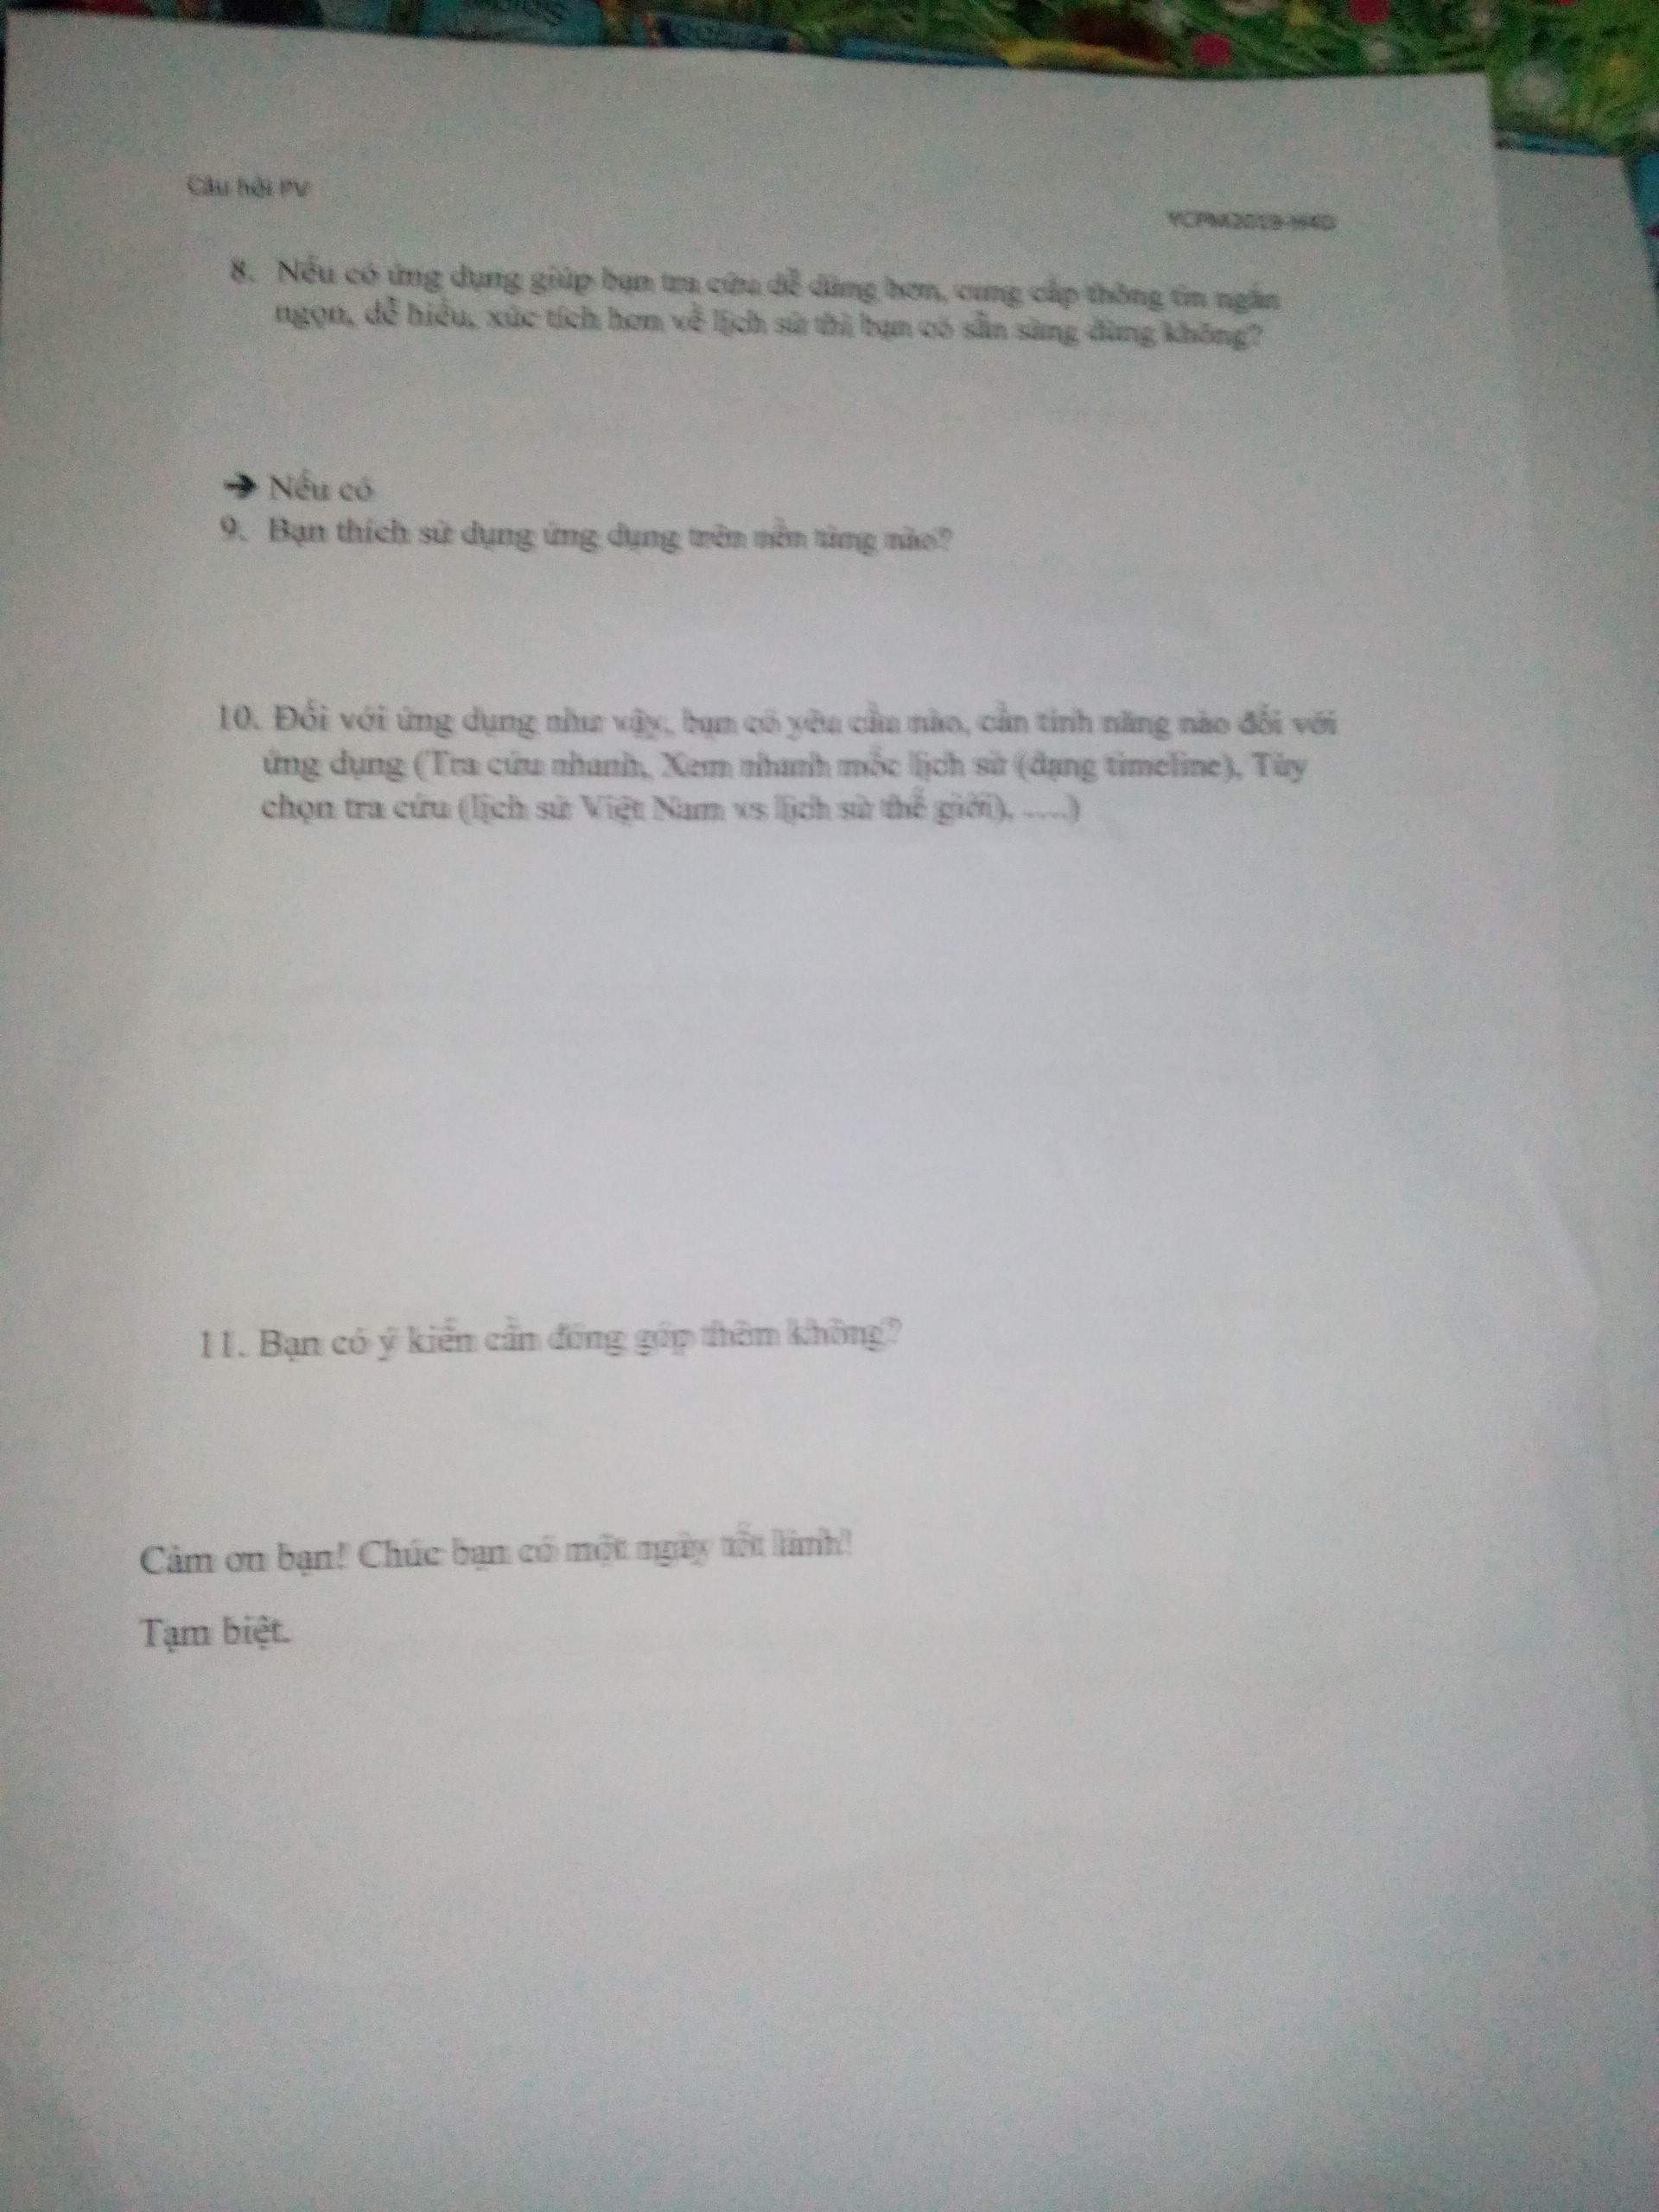 Câu hỏi PV
YCPM2019-H4D
8. Nếu có ứng dụng giúp bạn tra cứu dễ dàng hơn, cung cấp thông tin ngắn
ngọn, dễ hiểu, xúc tích hơn về lịch sử thì bạn có sẵn sàng dùng không?
➔ Nếu có
9. Bạn thích sử dụng ứng dụng trên nền tảng nào?
10. Đối với ứng dụng như vậy, bạn có yêu cầu nào, cần tính năng nào đối với
ứng dụng (Tra cứu nhanh, Xem nhanh mốc lịch sử (dạng timeline), Tùy
chọn tra cứu (lịch sử Việt Nam vs lịch sử thế giới), .....)
11. Bạn có ý kiến cần đóng góp thêm không?
Cảm ơn bạn! Chúc bạn có một ngày tốt lành!
Tạm biệt.